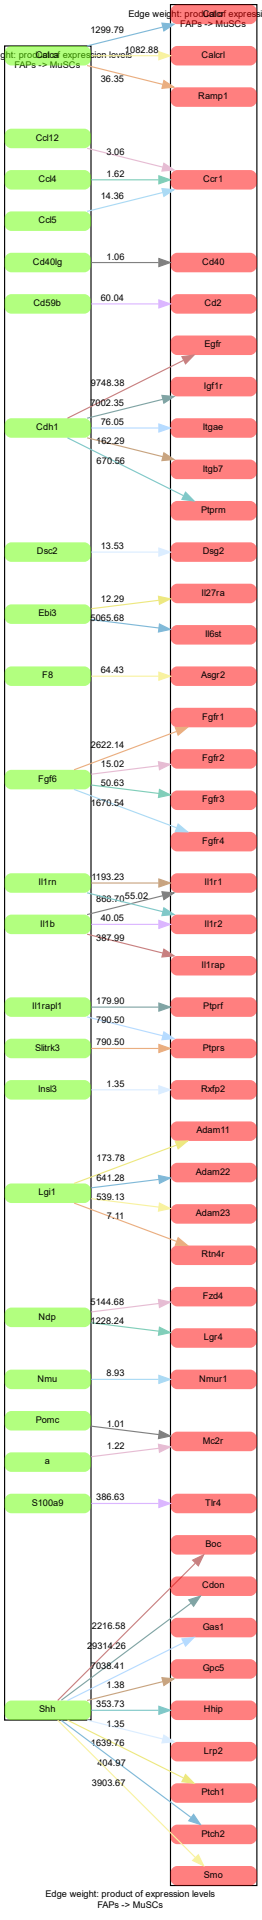 Edge weight: product of expression levels
FAPs -> MuSCs
Calcr
1299.79
Calca
1082.88
Calcrl
36.35
Ramp1
Ccl12
3.06
Ccl4
1.62
Ccr1
14.36
Ccl5
Cd40lg
1.06
Cd40
Cd59b
60.04
Cd2
Egfr
9748.38
Igf1r
7002.35
Cdh1
76.05
Itgae
162.29
670.56
Itgb7
Ptprm
Dsc2
13.53
Dsg2
Il27ra
12.29
Ebi3
5065.68
Il6st
F8
64.43
Asgr2
Fgfr1
2622.14
Fgfr2
15.02
Fgf6
50.63
Fgfr3
1670.54
Fgfr4
Il1rn
1193.23
Il1r1
55.02
Il1b
40.05
Il1r2
387.99
Il1rap
Il1rapl1
179.90
Ptprf
790.50
Slitrk3
790.50
Ptprs
Insl3
1.35
Rxfp2
Adam11
173.78
Adam22
641.28
Lgi1
539.13
Adam23
7.11
Rtn4r
Fzd4
5144.68
Ndp
1228.24
Lgr4
Nmu
8.93
Nmur1
Pomc
1.01
Mc2r
1.22
a
S100a9
386.63
Tlr4
Boc
Cdon
2216.58
Gas1
29314.26
7038.41
Gpc5
1.38
Shh
353.73
Hhip
1.35
1639.76
Lrp2
404.97
3903.67
Ptch1
Ptch2
Smo
Edge weight: product of expression levels
FAPs -> MuSCs